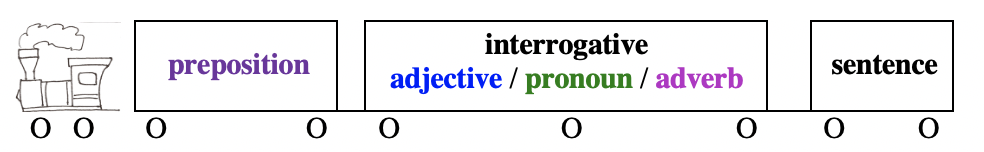 preposition
interrogative
adjective / pronoun / adverb
sentence
O O O O O O O O O